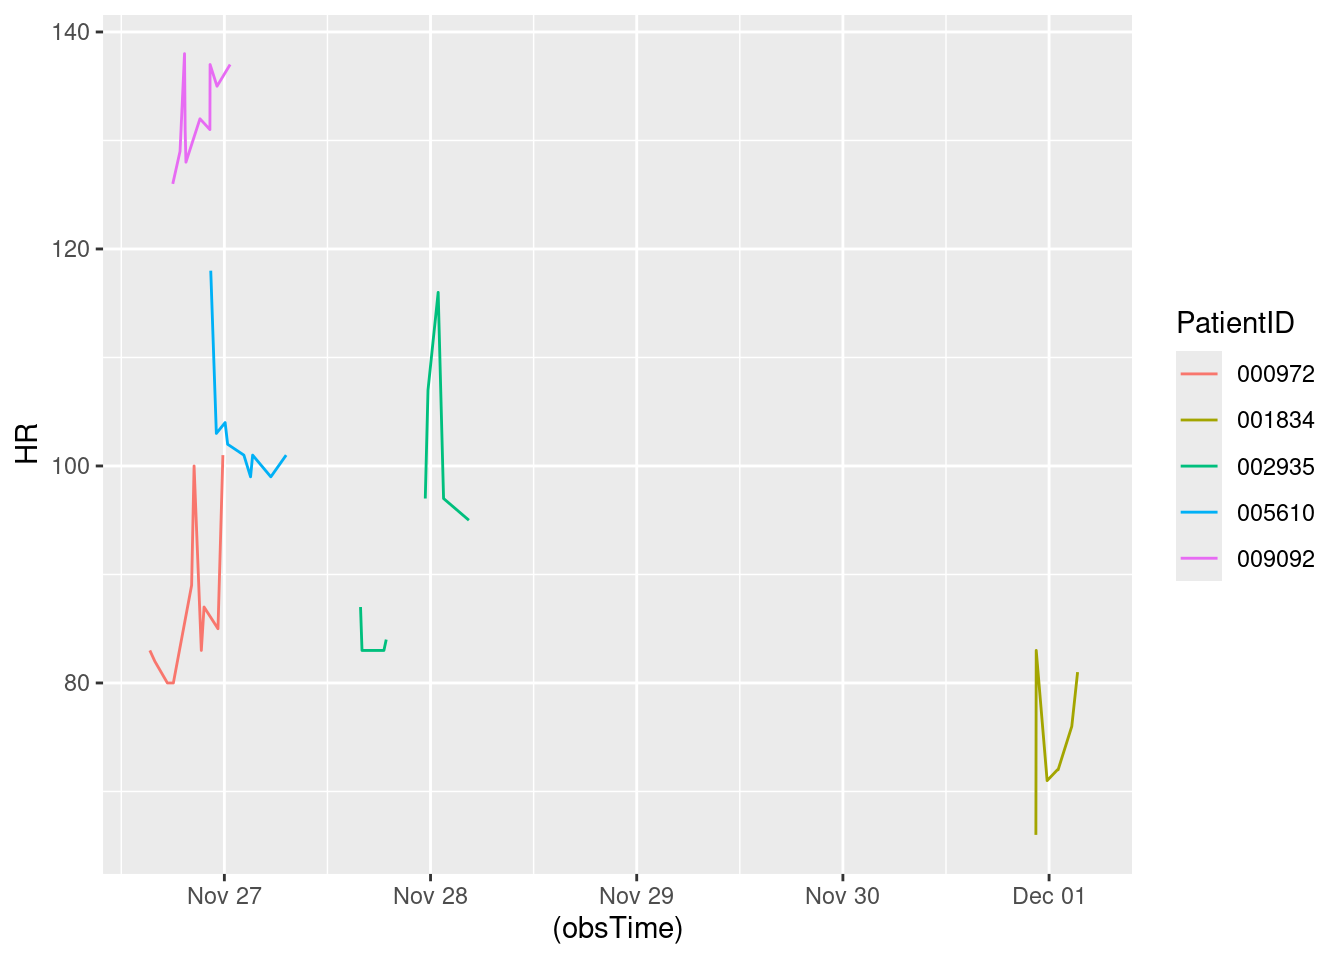 140
120
100
80
HR
Nov 27
Nov 28
Nov 29
Nov 30
Dec 01
(obsTime)
PatientID
000972
001834
002935
005610
009092